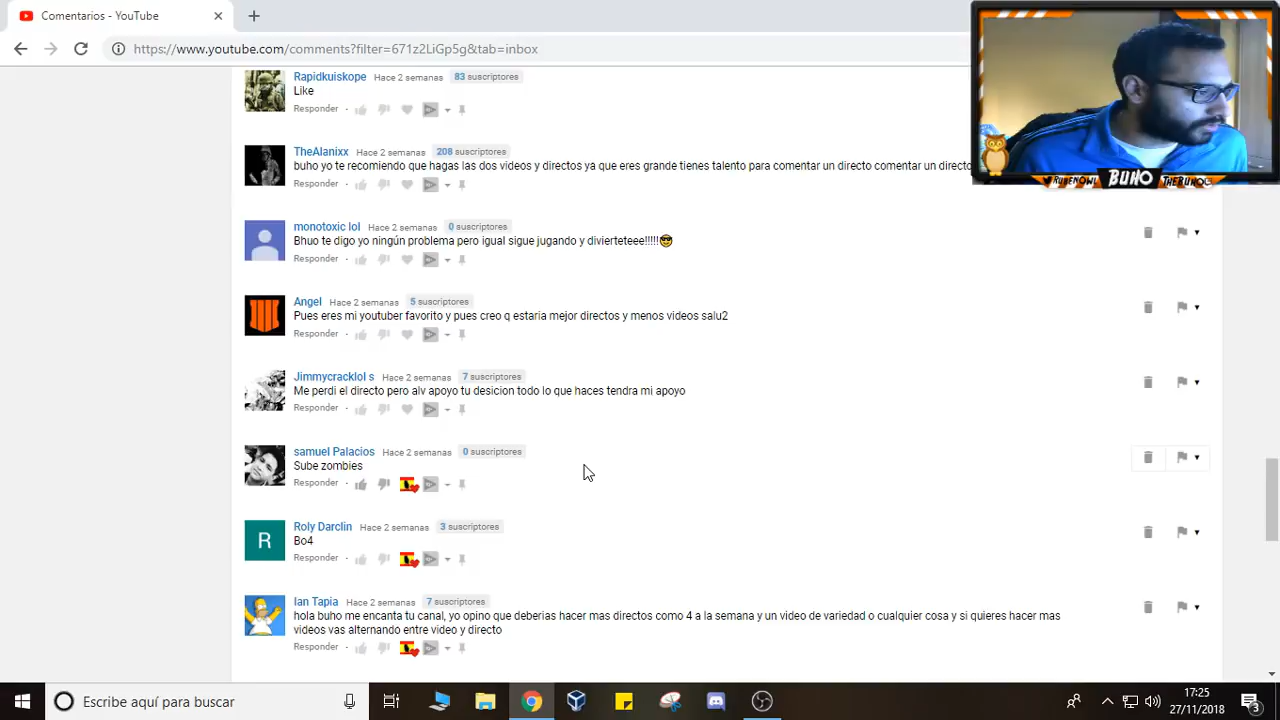 Comentarios - YouTube
https://www.youtube.com/comments?filter=671z2LiGp5g&tab=inbox
Rapidkuiskope Hace 2 semanas 83 suscriptores
Like
Responder
TheAlanixx Hace 2 semanas 208 suscriptores
buho yo te recomiendo que hagas las dos videos y directos ya que eres grande tienes talento para comentar un directo comentar un directo
Responder
monotoxic lol Hace 2 semanas 0 suscriptores
Bhuo te digo yo ningún problema pero igual sigue jugando y divierteteee!!!!!😎
Responder
Angel Hace 2 semanas 5 suscriptores
Pues eres mi youtuber favorito y pues creo q estaria mejor directos y menos videos salu2
Responder
Jimmycracklol s Hace 2 semanas 7 suscriptores
Me perdi el directo pero alv apoyo tu desicion todo lo que haces tendra mi apoyo
Responder
samuel Palacios Hace 2 semanas 0 suscriptores
Sube zombies
Responder
R
Roly Darclin Hace 2 semanas 3 suscriptores
Bo4
Responder
Ian Tapia Hace 2 semanas 7 suscriptores
hola buho me encanta tu canal, yo opino que deberias hacer mas directos como 4 a la semana y un video de variedad o cualquier cosa y si quieres hacer mas
videos vas alternando entre video y directo
Responder
RUBENOWL BUHO
Escribe aquí para buscar
17:25
27/11/2018
3